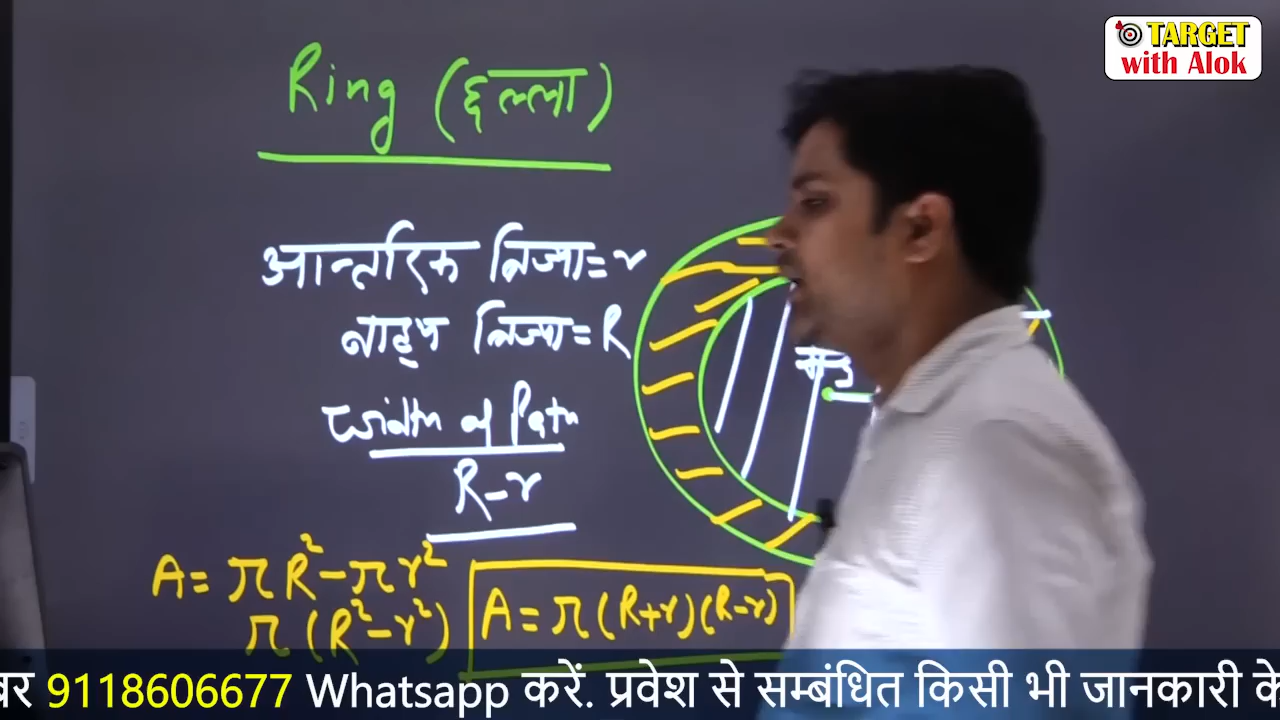 TARGET
with Alok
Ring (छल्ला)
आन्तरिक त्रिज्या = r
बाह्य त्रिज्या = R
width of Path
R-r
A = πR² - πr²
π(R² - r²)
A = π(R+r)(R-r)
9118606677 Whatsapp करें. प्रवेश से सम्बंधित किसी भी जानकारी के